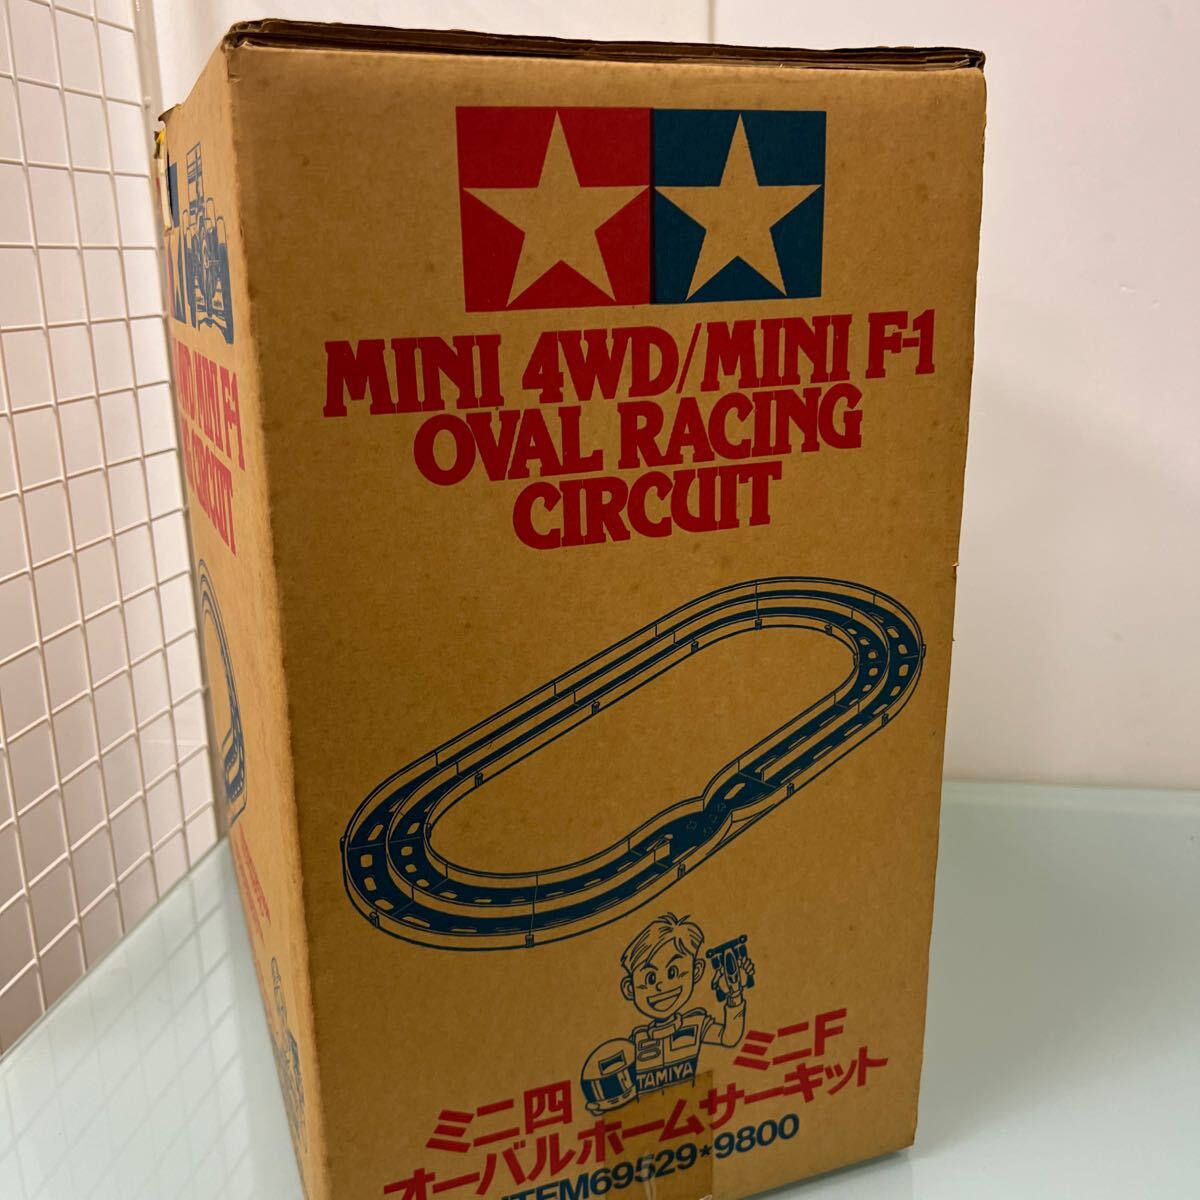 MINI 4WD/MINI F-1
OVAL RACING
CIRCUIT
TAMIYA
ミニ四 ミニF
オーバルホームサーキット
ITEM69529*9800
MINI F-1
CIRCUIT